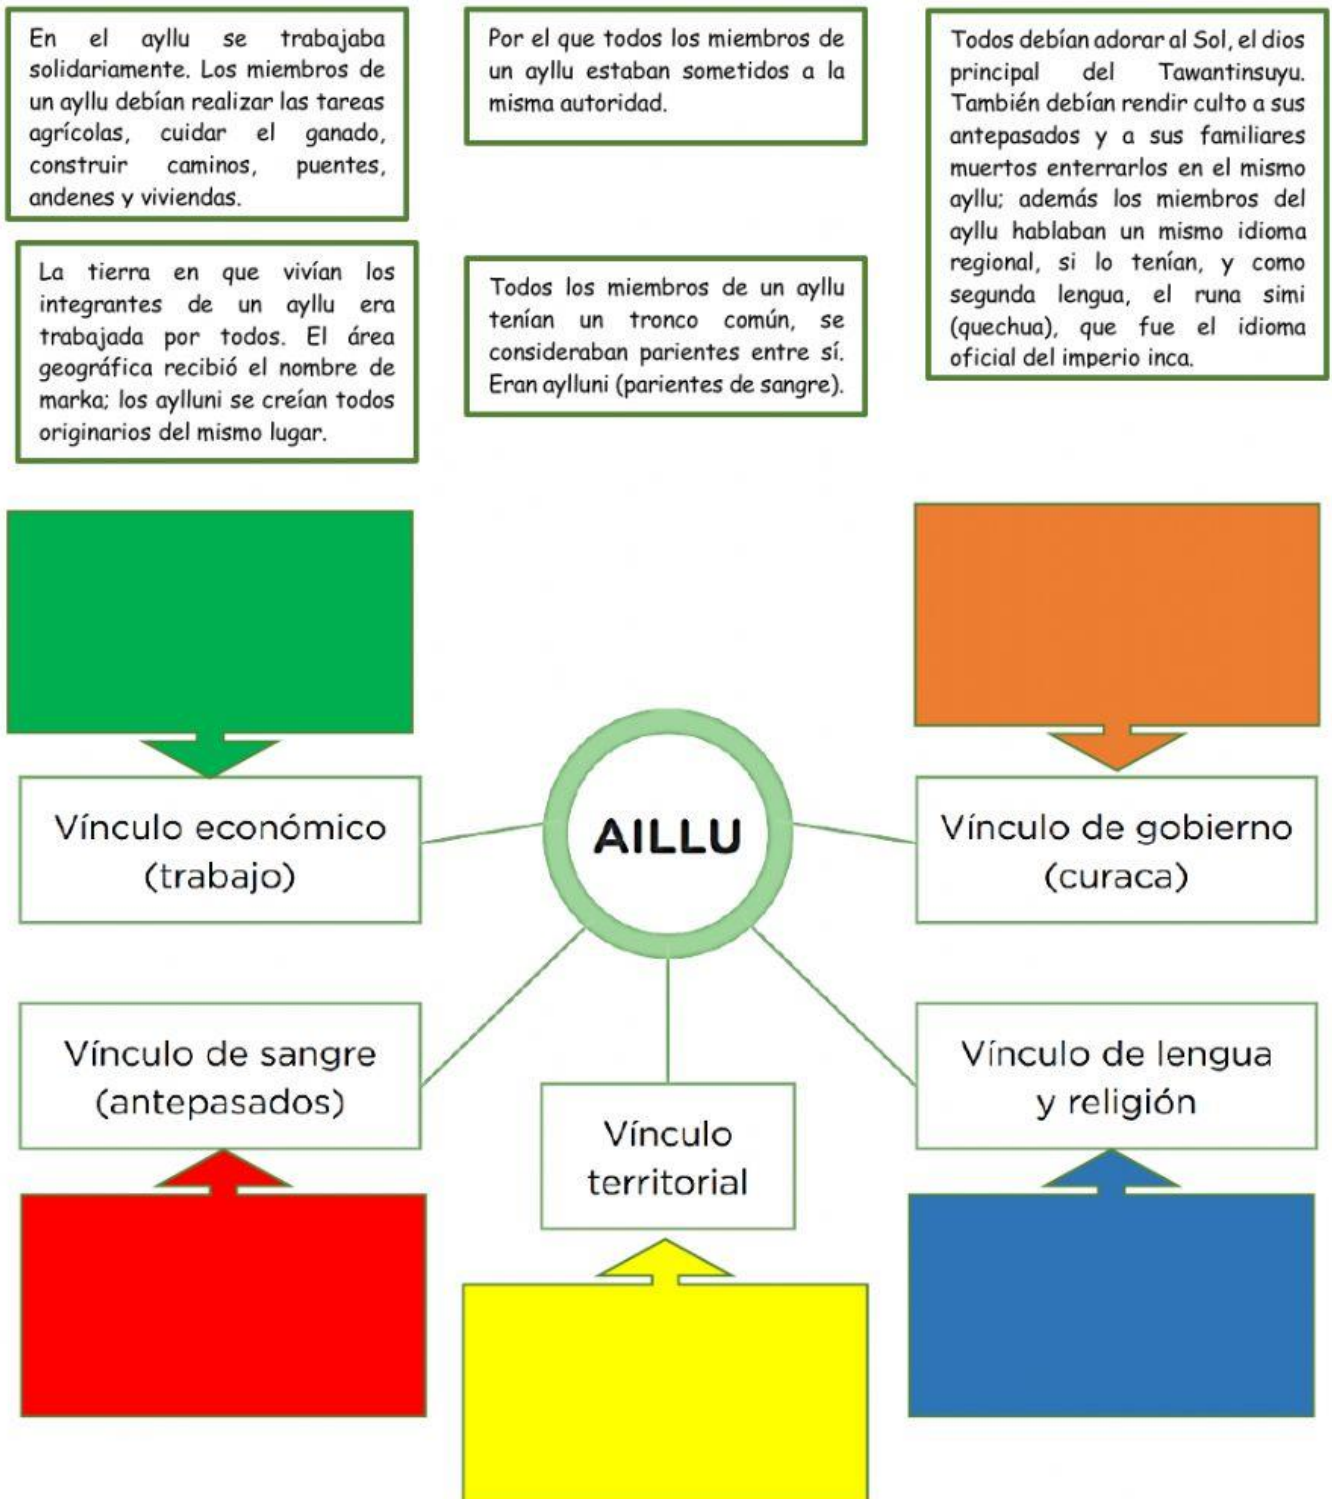 En el ayllu se trabajaba
solidariamente. Los miembros de
un ayllu debían realizar las tareas
agrícolas, cuidar el ganado,
construir caminos, puentes,
andenes y viviendas.
Por el que todos los miembros de
un ayllu estaban sometidos a la
misma autoridad.
Todos debían adorar al Sol, el dios
principal del Tawantinsuyu.
También debían rendir culto a sus
antepasados y a sus familiares
muertos enterrarlos en el mismo
ayllu; además los miembros del
ayllu hablaban un mismo idioma
regional, si lo tenían, y como
segunda lengua, el runa simi
(quechua), que fue el idioma
oficial del imperio inca.
La tierra en que vivían los
integrantes de un ayllu era
trabajada por todos. El área
geográfica recibió el nombre de
marka; los aylluni se creían todos
originarios del mismo lugar.
Todos los miembros de un ayllu
tenían un tronco común, se
consideraban parientes entre sí.
Eran aylluni (parientes de sangre).
Vínculo económico
(trabajo)
AILLU
Vínculo de gobierno
(curaca)
Vínculo de sangre
(antepasados)
Vínculo
territorial
Vínculo de lengua
y religión